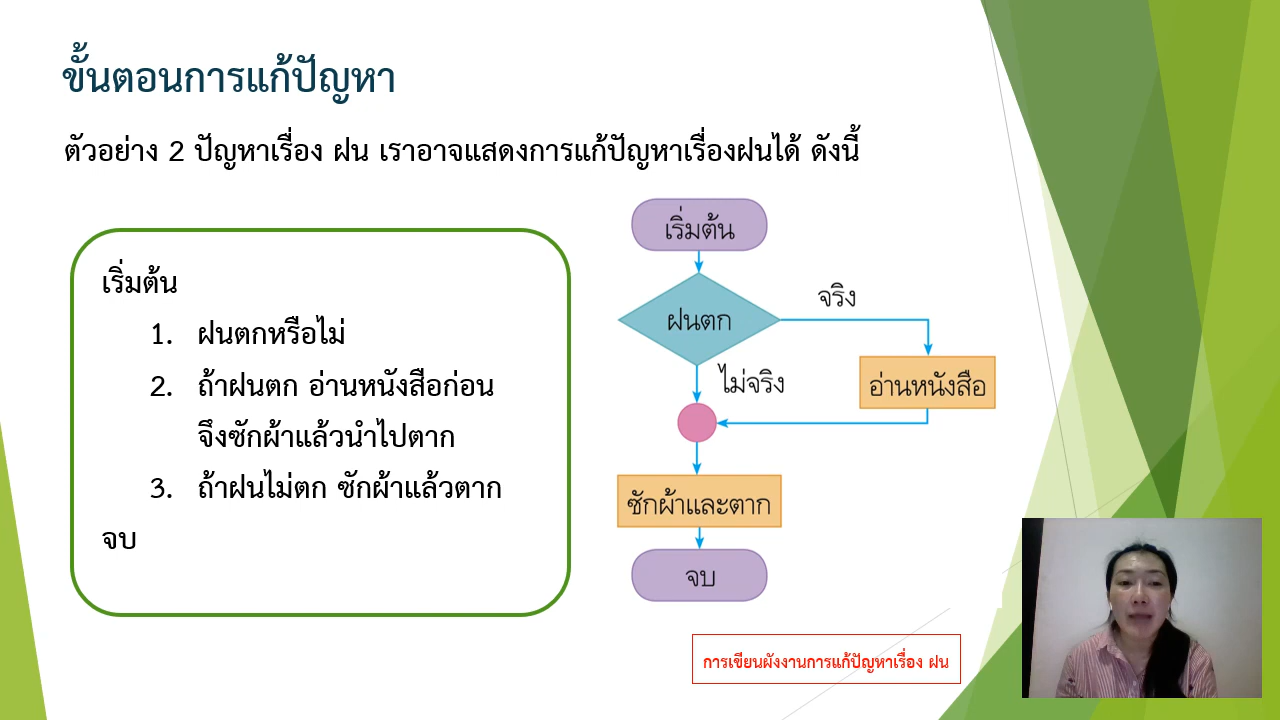 ขั้นตอนการแก้ปัญหา
ตัวอย่าง 2 ปัญหาเรื่อง ฝน เราอาจแสดงการแก้ปัญหาเรื่องฝนได้ ดังนี้
เริ่มต้น
1. ฝนตกหรือไม่
2. ถ้าฝนตก อ่านหนังสือก่อน
จึงซักผ้าแล้วนำไปตาก
3. ถ้าฝนไม่ตก ซักผ้าแล้วตาก
จบ
เริ่มต้น
ฝนตก
จริง
ไม่จริง
อ่านหนังสือ
ซักผ้าและตาก
จบ
การเขียนผังงานการแก้ปัญหาเรื่อง ฝน